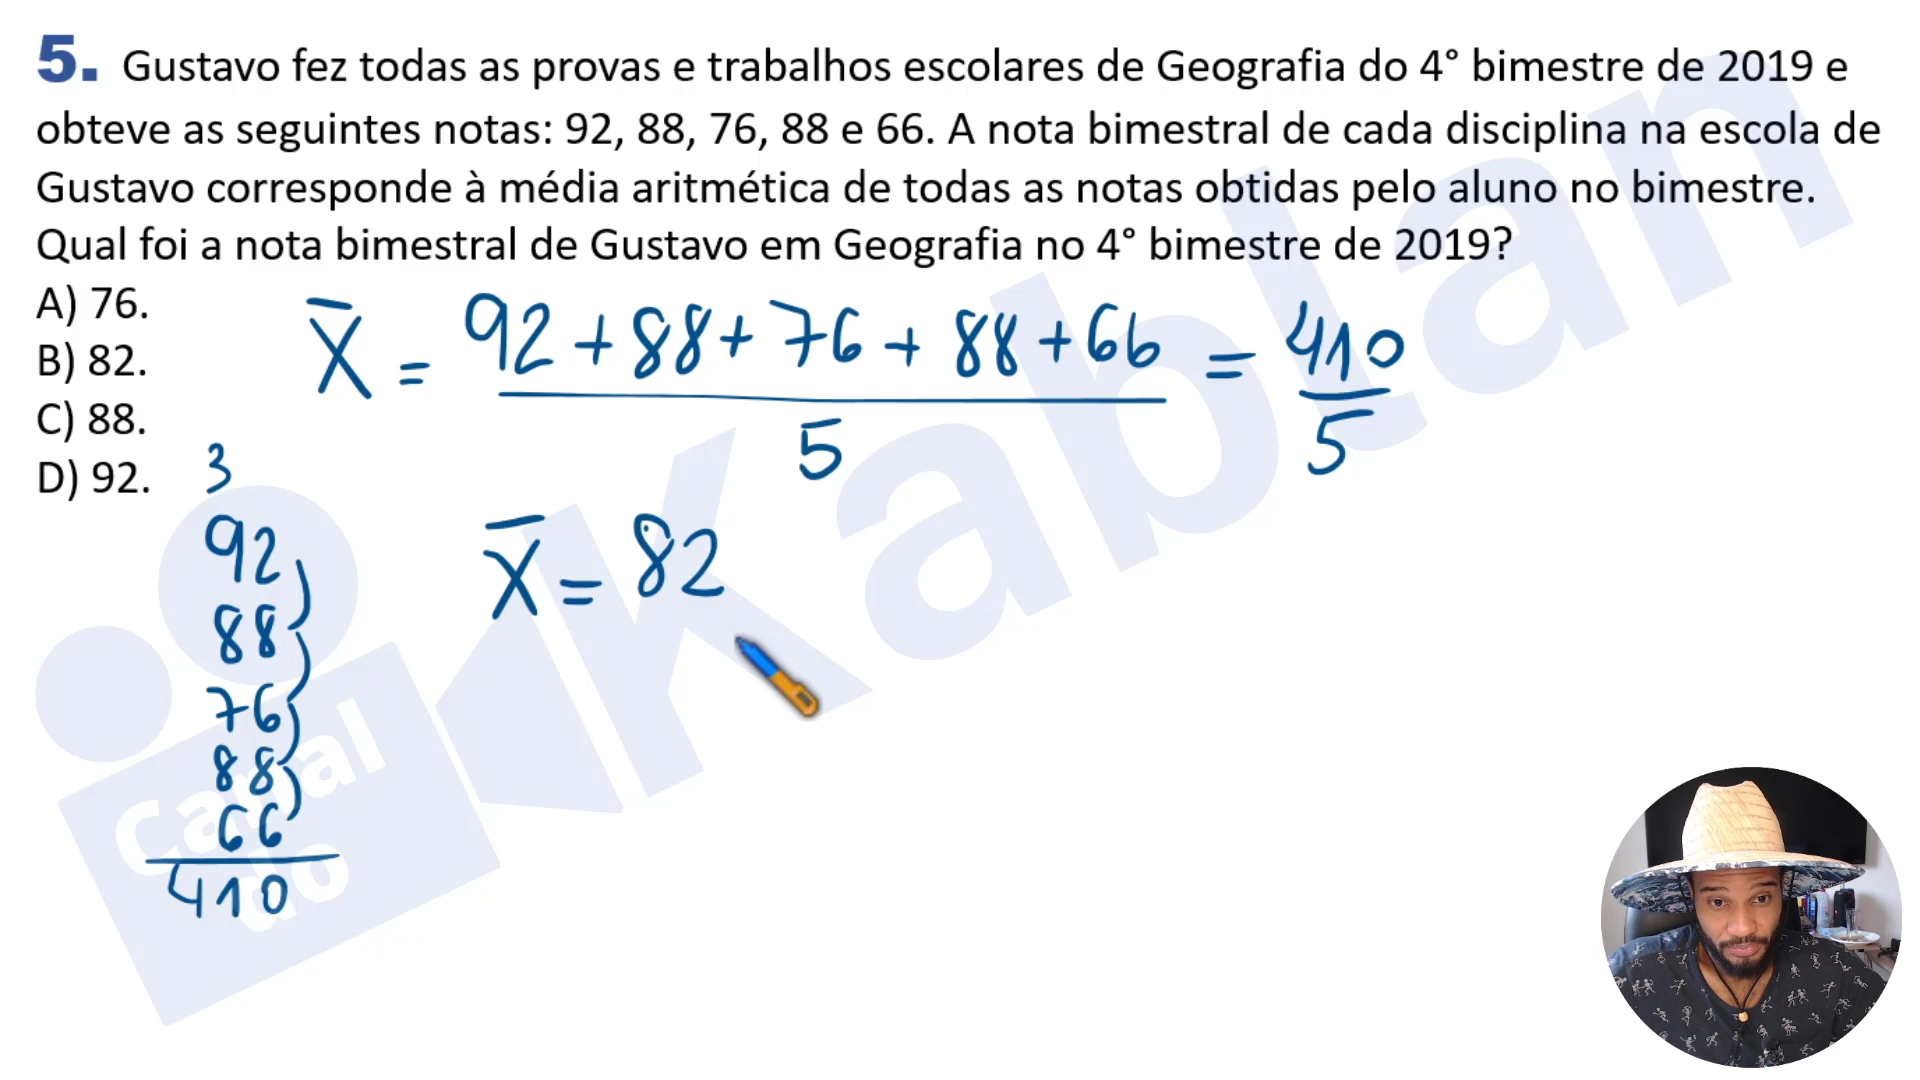 5. Gustavo fez todas as provas e trabalhos escolares de Geografia do 4° bimestre de 2019 e
obteve as seguintes notas: 92, 88, 76, 88 e 66. A nota bimestral de cada disciplina na escola de
Gustavo corresponde à média aritmética de todas as notas obtidas pelo aluno no bimestre.
Qual foi a nota bimestral de Gustavo em Geografia no 4° bimestre de 2019?
A) 76.
B) 82.
C) 88.
D) 92.
X̄ = 92 + 88 + 76 + 88 + 66 = 410
5 5
3
92
88
76
88
66
410
X̄ = 82
Canal
do
Kablan